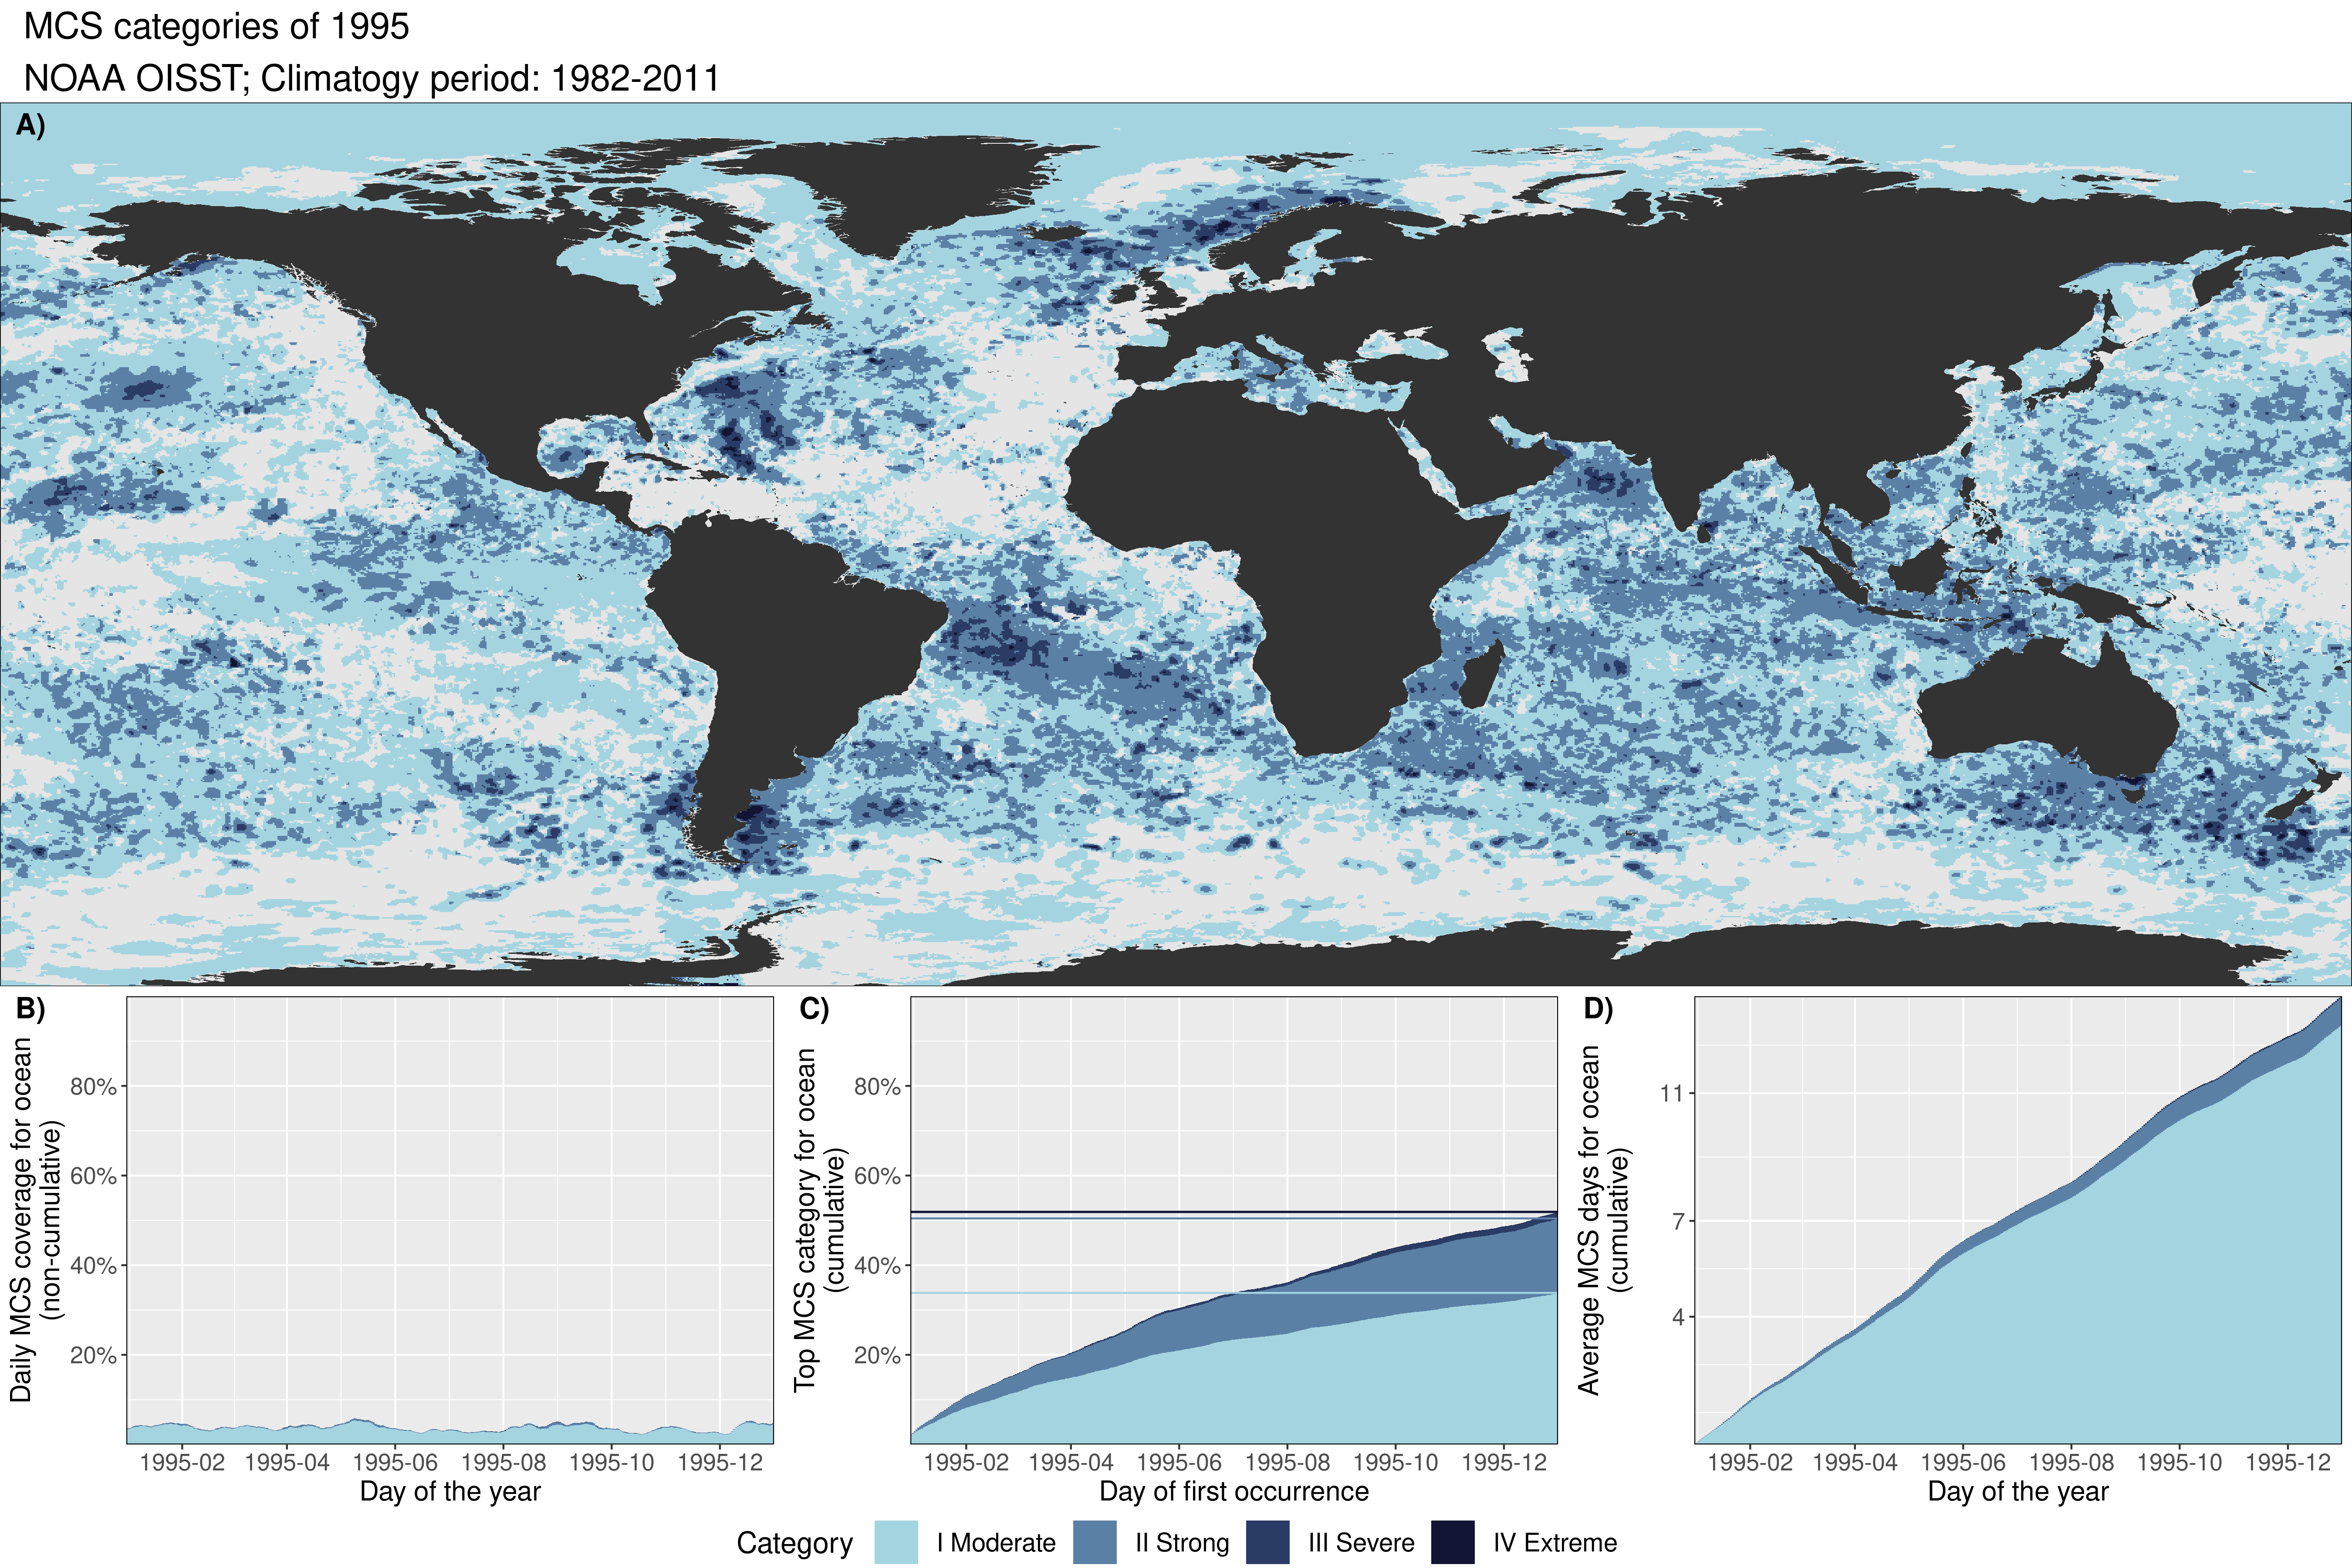 MCS categories of 1995
NOAA OISST; Climatogy period: 1982-2011
A)
B)
Daily MCS coverage for ocean
(non-cumulative)
80%
60%
40%
20%
1995-02 1995-04 1995-06 1995-08 1995-10 1995-12
Day of the year
C)
Top MCS category for ocean
(cumulative)
80%
60%
40%
20%
1995-02 1995-04 1995-06 1995-08 1995-10 1995-12
Day of first occurrence
D)
Average MCS days for ocean
(cumulative)
11
7
4
1995-02 1995-04 1995-06 1995-08 1995-10 1995-12
Day of the year
Category I Moderate II Strong III Severe IV Extreme